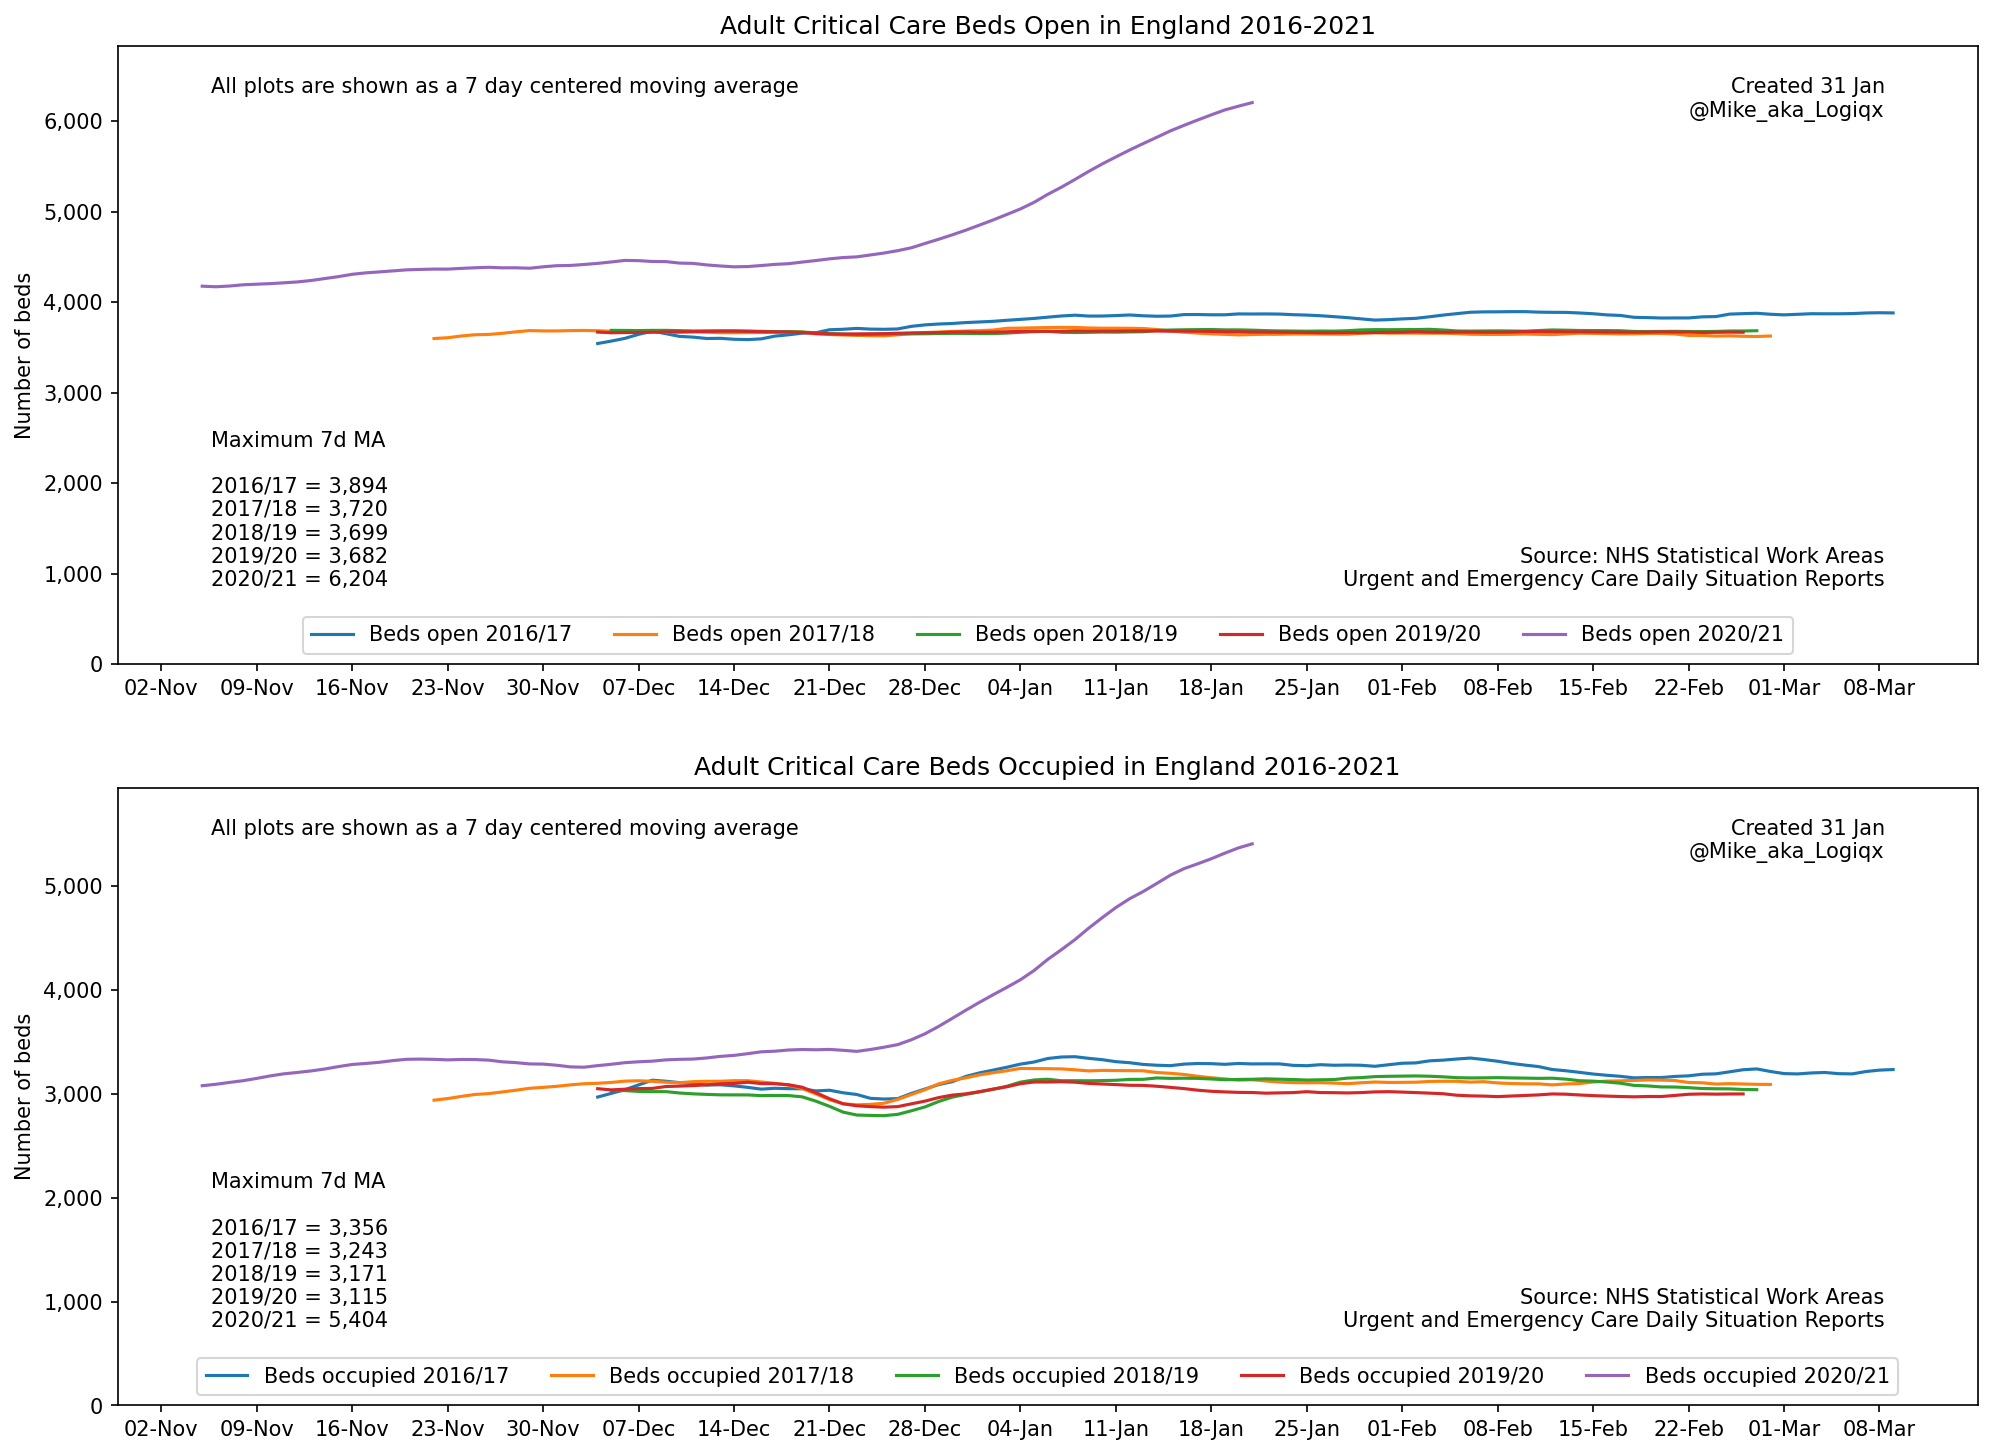 Adult Critical Care Beds Open in England 2016-2021
All plots are shown as a 7 day centered moving average
Created 31 Jan
@Mike_aka_Logiqx
Number of beds
6,000
5,000
4,000
3,000
2,000
1,000
0
Maximum 7d MA
2016/17 = 3,894
2017/18 = 3,720
2018/19 = 3,699
2019/20 = 3,682
2020/21 = 6,204
Source: NHS Statistical Work Areas
Urgent and Emergency Care Daily Situation Reports
Beds open 2016/17 Beds open 2017/18 Beds open 2018/19 Beds open 2019/20 Beds open 2020/21
02-Nov 09-Nov 16-Nov 23-Nov 30-Nov 07-Dec 14-Dec 21-Dec 28-Dec 04-Jan 11-Jan 18-Jan 25-Jan 01-Feb 08-Feb 15-Feb 22-Feb 01-Mar 08-Mar
Adult Critical Care Beds Occupied in England 2016-2021
All plots are shown as a 7 day centered moving average
Created 31 Jan
@Mike_aka_Logiqx
Number of beds
5,000
4,000
3,000
2,000
1,000
0
Maximum 7d MA
2016/17 = 3,356
2017/18 = 3,243
2018/19 = 3,171
2019/20 = 3,115
2020/21 = 5,404
Source: NHS Statistical Work Areas
Urgent and Emergency Care Daily Situation Reports
Beds occupied 2016/17 Beds occupied 2017/18 Beds occupied 2018/19 Beds occupied 2019/20 Beds occupied 2020/21
02-Nov 09-Nov 16-Nov 23-Nov 30-Nov 07-Dec 14-Dec 21-Dec 28-Dec 04-Jan 11-Jan 18-Jan 25-Jan 01-Feb 08-Feb 15-Feb 22-Feb 01-Mar 08-Mar